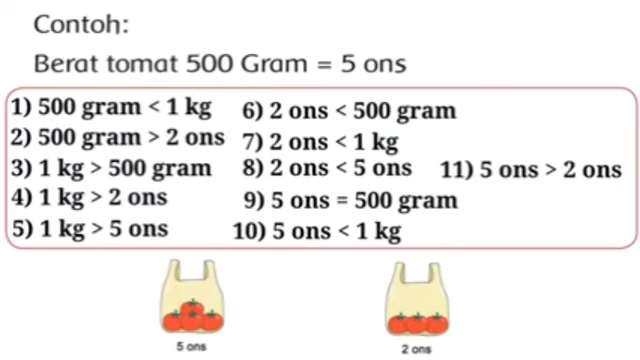 Contoh:
Berat tomat 500 Gram = 5 ons
1) 500 gram < 1 kg
2) 500 gram > 2 ons
3) 1 kg > 500 gram
4) 1 kg > 2 ons
5) 1 kg > 5 ons
6) 2 ons < 500 gram
7) 2 ons < 1 kg
8) 2 ons < 5 ons
9) 5 ons = 500 gram
10) 5 ons < 1 kg
11) 5 ons > 2 ons
5 ons
2 ons